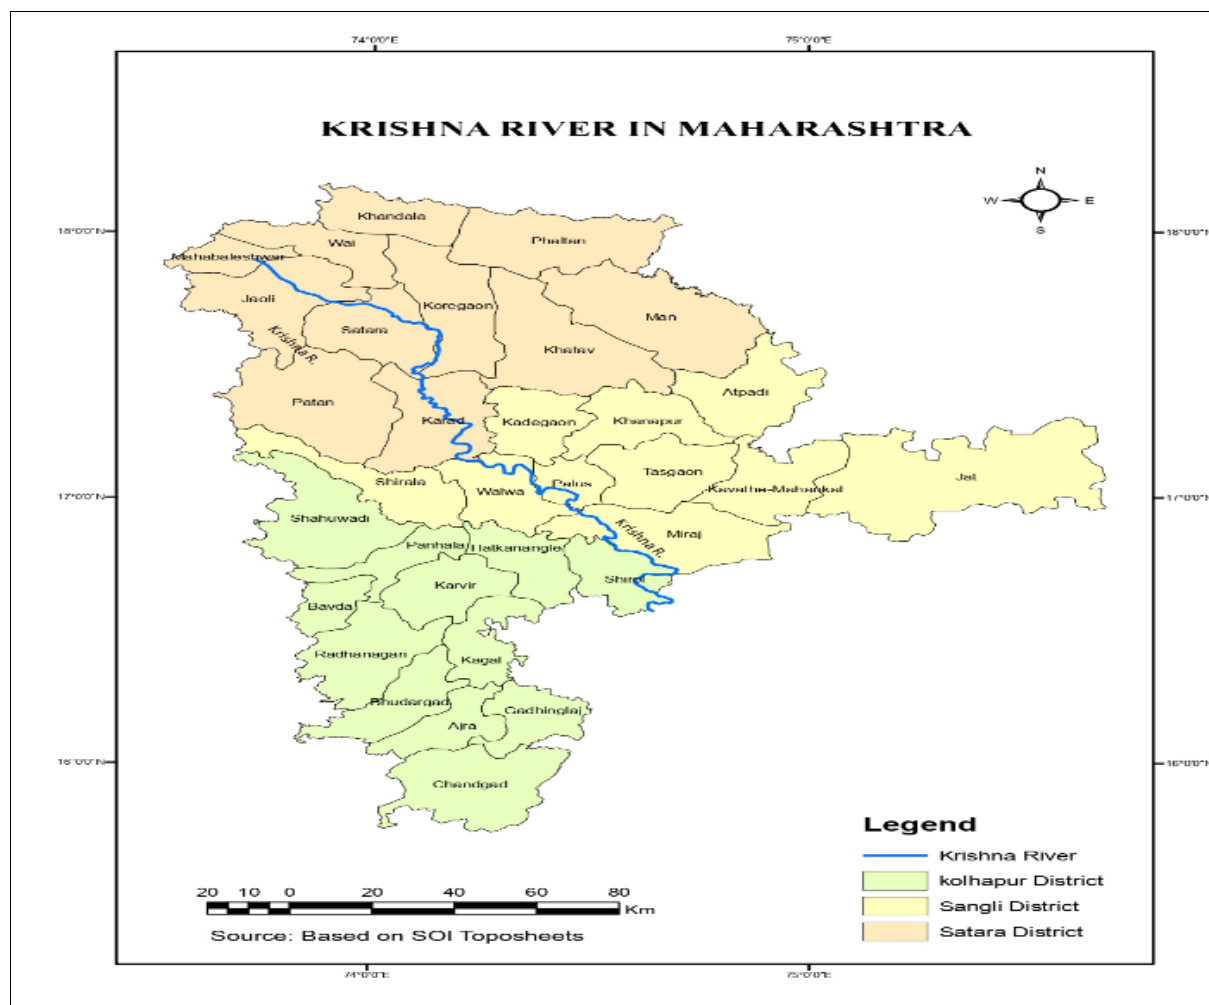 74°0'0"E 75°0'0"E
KRISHNA RIVER IN MAHARASHTRA
N
W E
S
18°0'0"N 18°0'0"N
Khandala
Phaltan
Wai
Mahabaleshwar
Jaoli
Koregaon
Satara
Man
Krishna R.
Khatav
Patan
Atpadi
Karad
Kadegaon
Khanapur
Tasgaon
Jat
Shirala
Walwa
Palus
Kavathe-Mahankal
17°0'0"N 17°0'0"N
Shahuwadi
Krishna R.
Miraj
Panhala
Hatkanangle
Karvir
Shirol
Bavda
Radhanagari
Kagal
Bhudargad
Gadhinglaj
Ajra
16°0'0"N 16°0'0"N
Chandgad
Legend
Krishna River
kolhapur District
Sangli District
Satara District
20 10 0 20 40 60 80
Km
Source: Based on SOI Toposheets
74°0'0"E 75°0'0"E